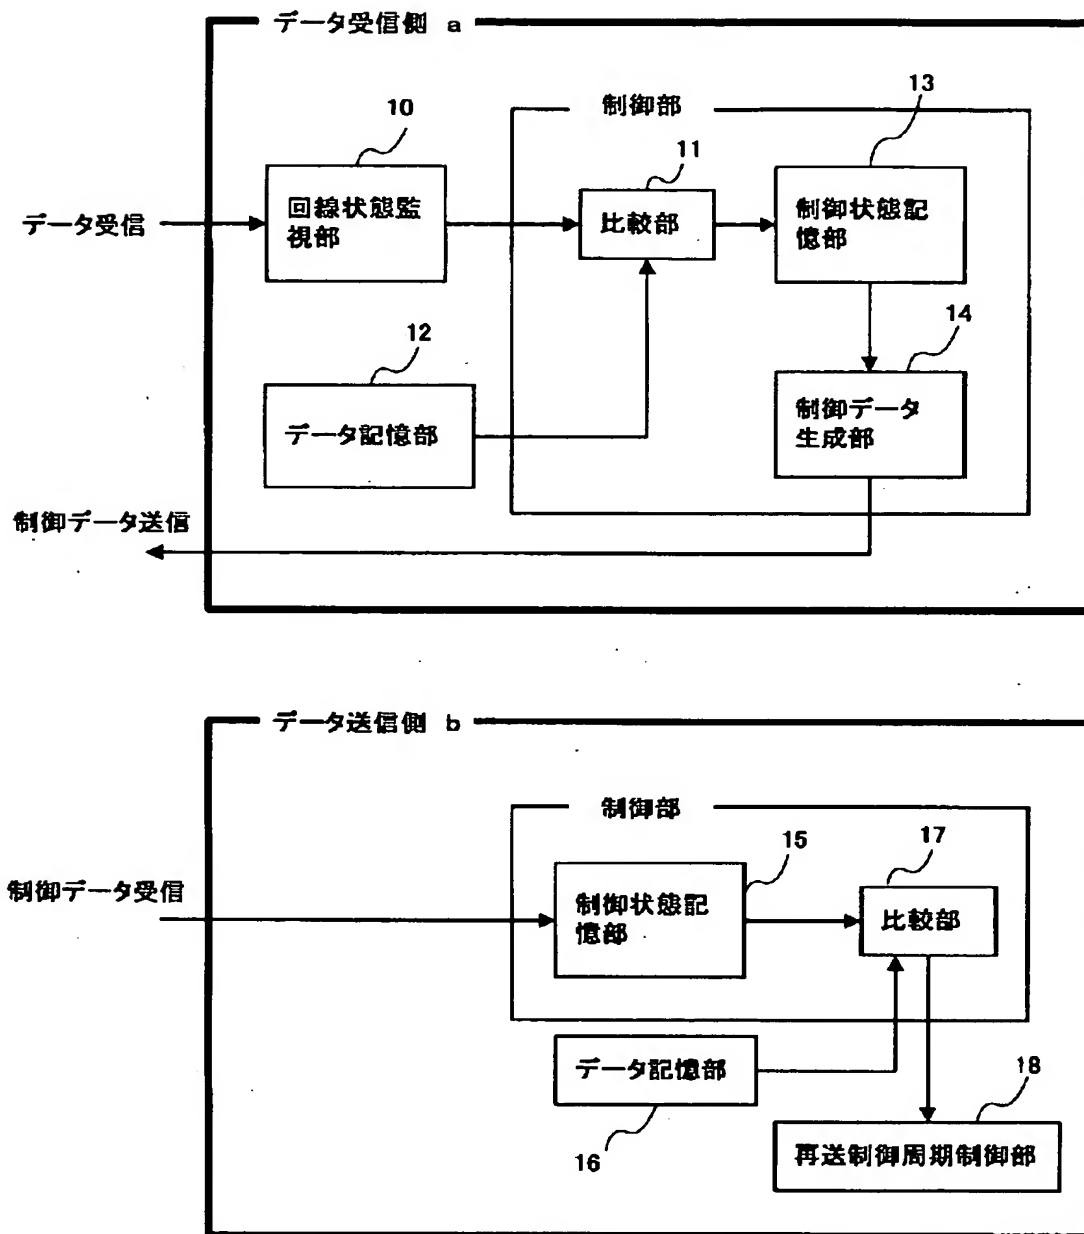 データ受信側 a
制御部
13
10
11
回線状態監
視部
比較部
制御状態記
憶部
データ受信
12
14
データ記憶部
制御データ
生成部
制御データ送信
データ送信側 b
制御部
15
17
制御データ受信
制御状態記
憶部
比較部
データ記憶部
18
16
再送制御周期制御部